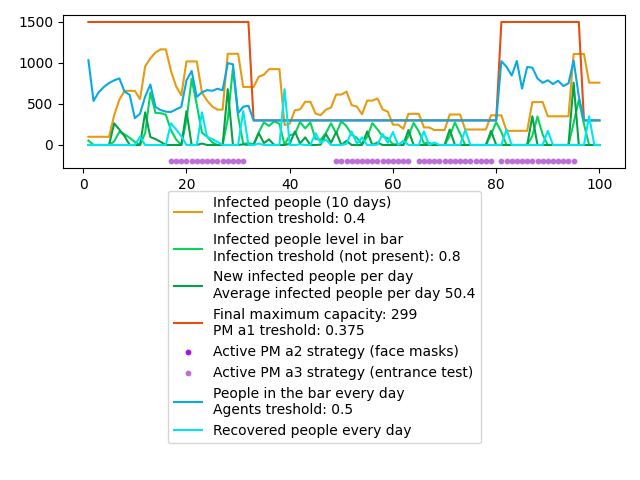 1500
1000
500
0
0 20 40 60 80 100
Infected people (10 days)
Infection treshold: 0.4
Infected people level in bar
Infection treshold (not present): 0.8
New infected people per day
Average infected people per day 50.4
Final maximum capacity: 299
PM a1 treshold: 0.375
Active PM a2 strategy (face masks)
Active PM a3 strategy (entrance test)
People in the bar every day
Agents treshold: 0.5
Recovered people every day